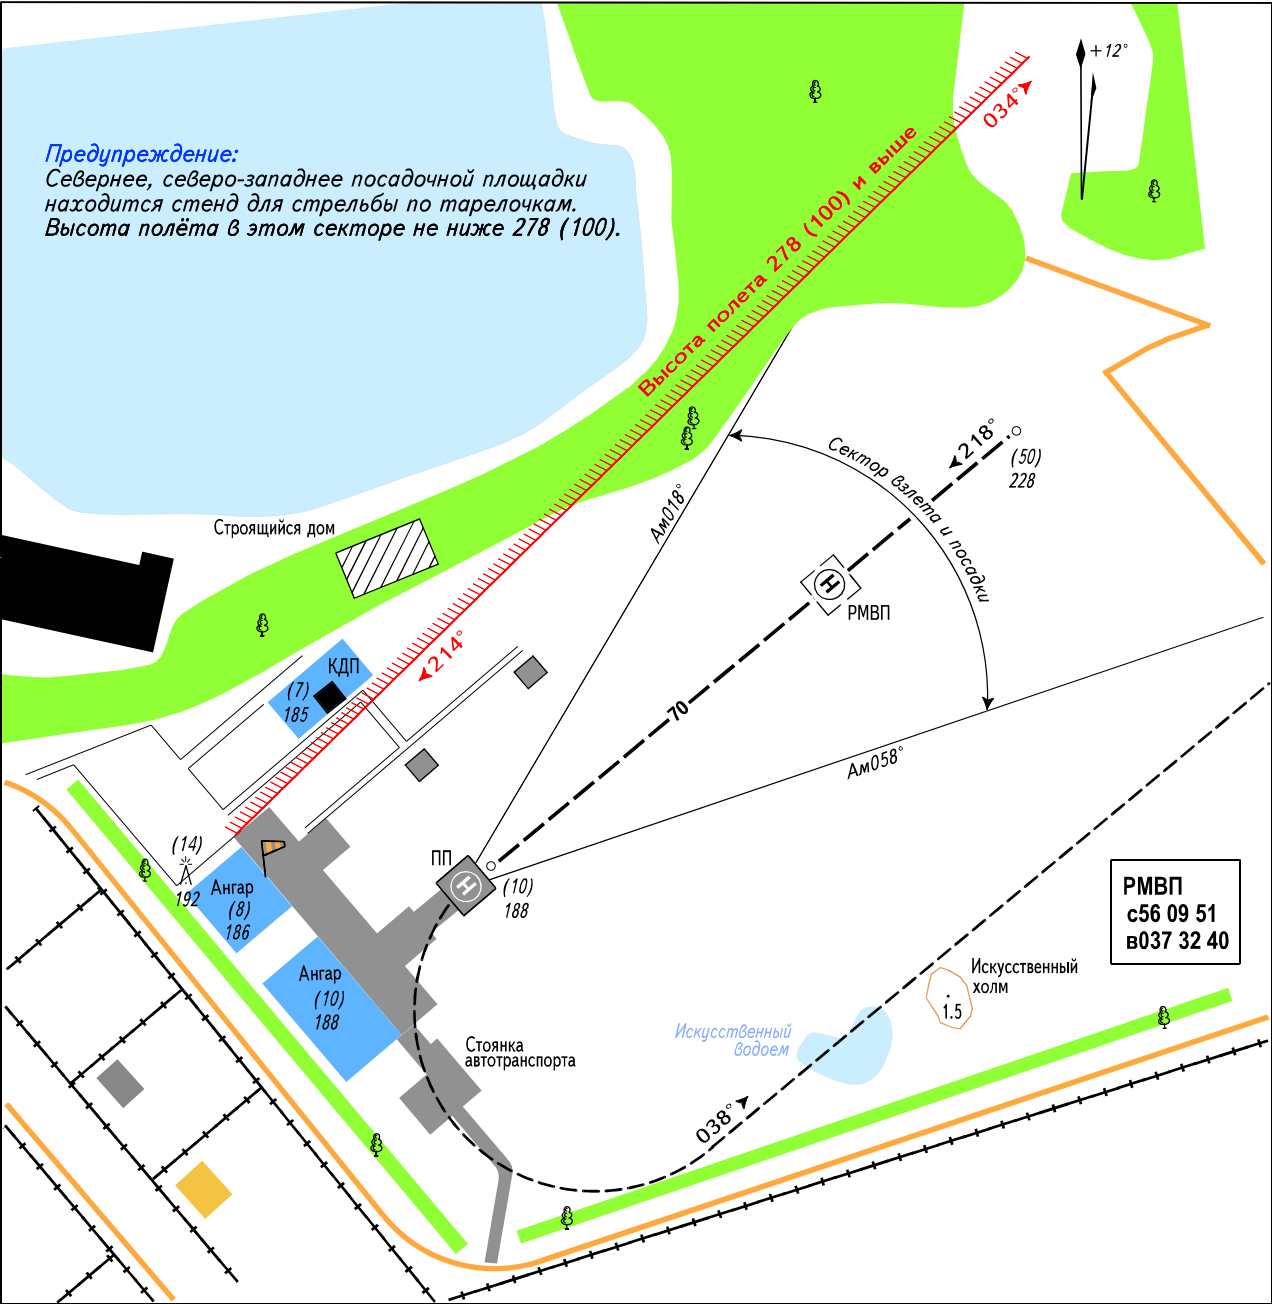 +12°
034°
Предупреждение:
Севернее, северо-западнее посадочной площадки
находится стенд для стрельбы по тарелочкам.
Высота полёта в этом секторе не ниже 278 (100).
Высота полета 278 (100) и выше
218°
(50)
228
Сектор взлета и посадки
Ам018°
Строящийся дом
H
РМВП
214°
КДП
(7)
185
70
Ам058°
(14)
192
Ангар
(8)
186
ПП
H
(10)
188
РМВП
с56 09 51
в037 32 40
Ангар
(10)
188
Искусственный
холм
1.5
Искусственный
водоем
Стоянка
автотранспорта
038°